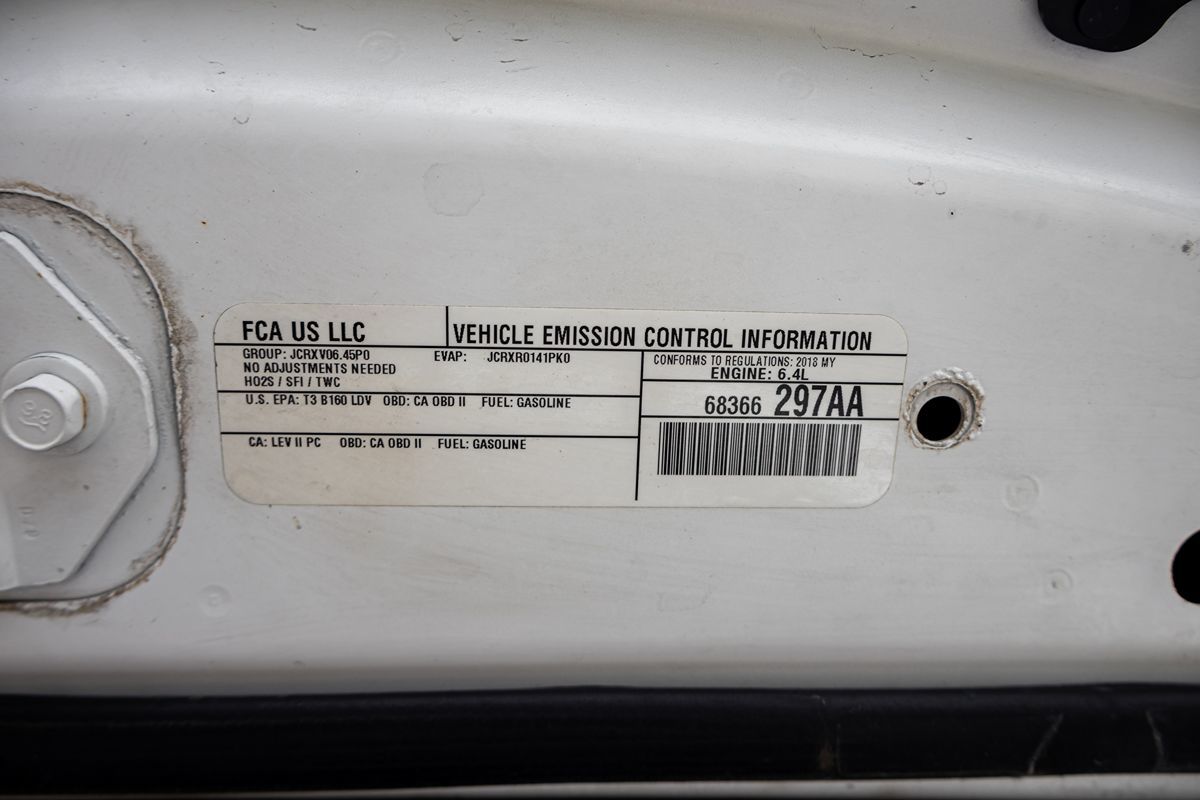 FCA US LLC
VEHICLE EMISSION CONTROL INFORMATION
GROUP: JCRXV06.45P0 EVAP: JCRXR0141PK0
NO ADJUSTMENTS NEEDED
HO2S / SFI / TWC
CONFORMS TO REGULATIONS: 2018 MY
ENGINE: 6.4L
U.S. EPA: T3 B160 LDV OBD: CA OBD II FUEL: GASOLINE
68366 297AA
CA: LEV II PC OBD: CA OBD II FUEL: GASOLINE